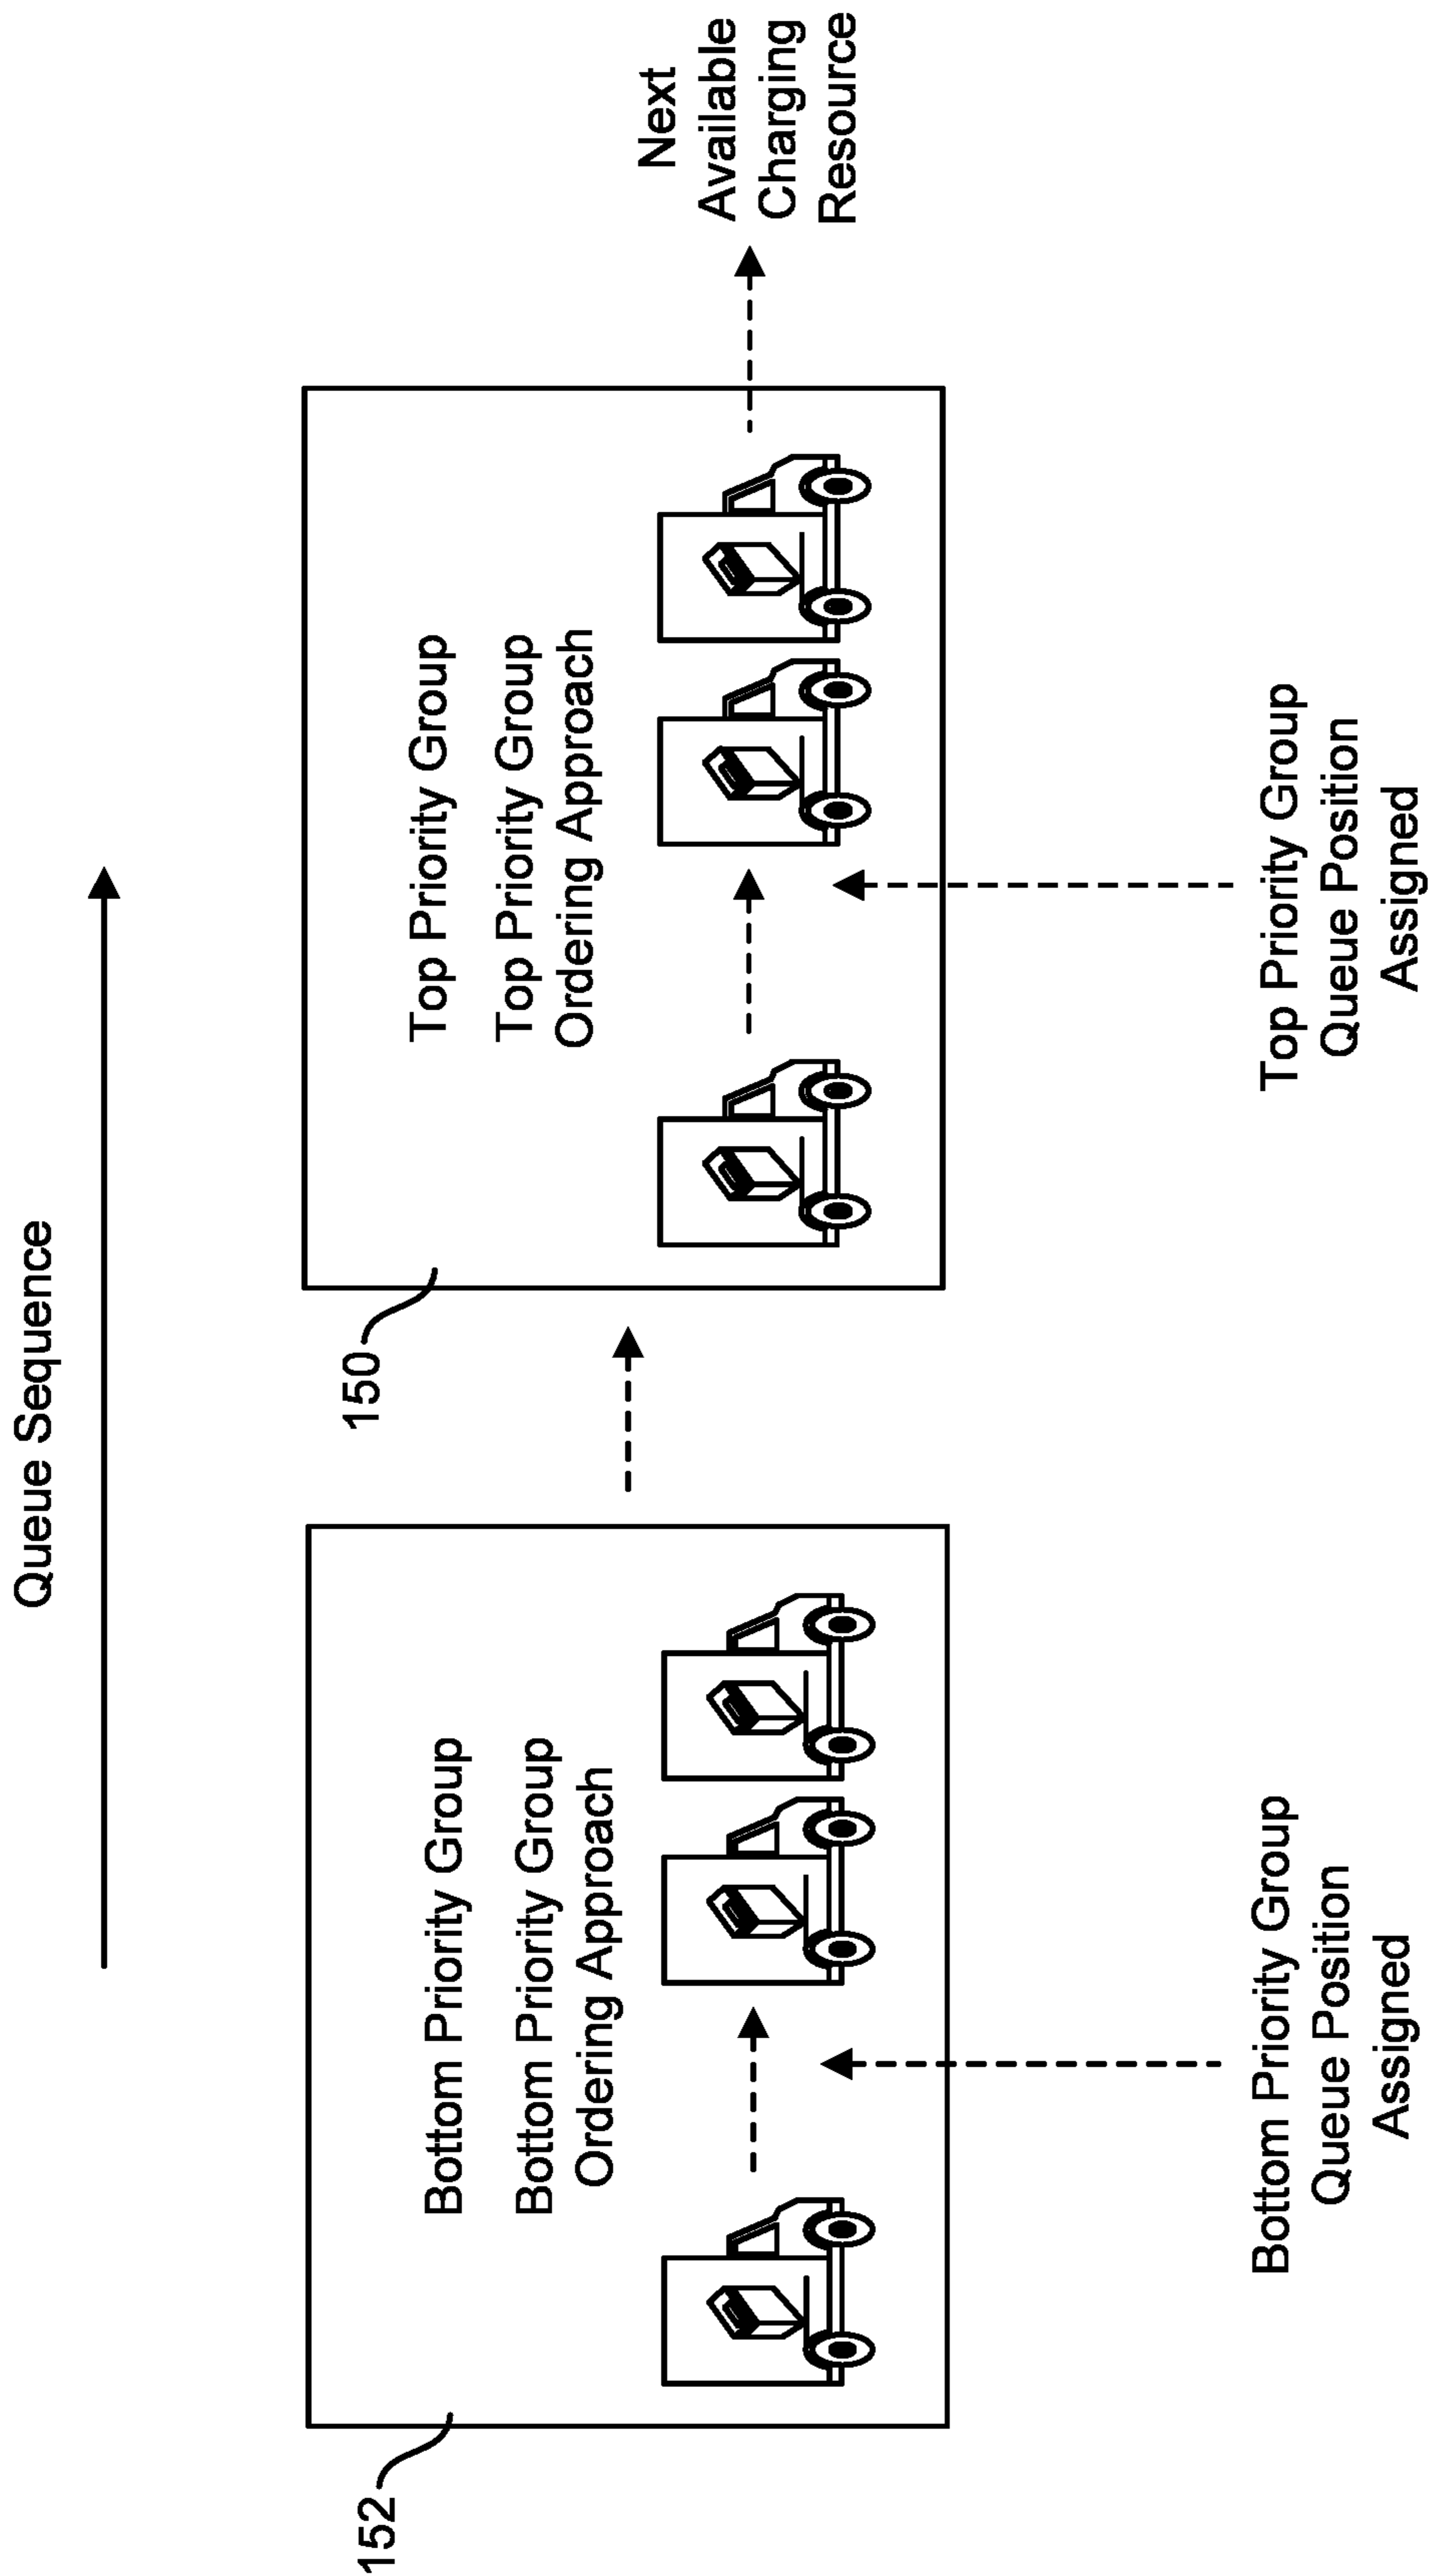 Queue Sequence
152
Bottom Priority Group
Bottom Priority Group
Ordering Approach
150
Top Priority Group
Top Priority Group
Ordering Approach
Next
Available
Charging
Resource
Bottom Priority Group
Queue Position
Assigned
Top Priority Group
Queue Position
Assigned